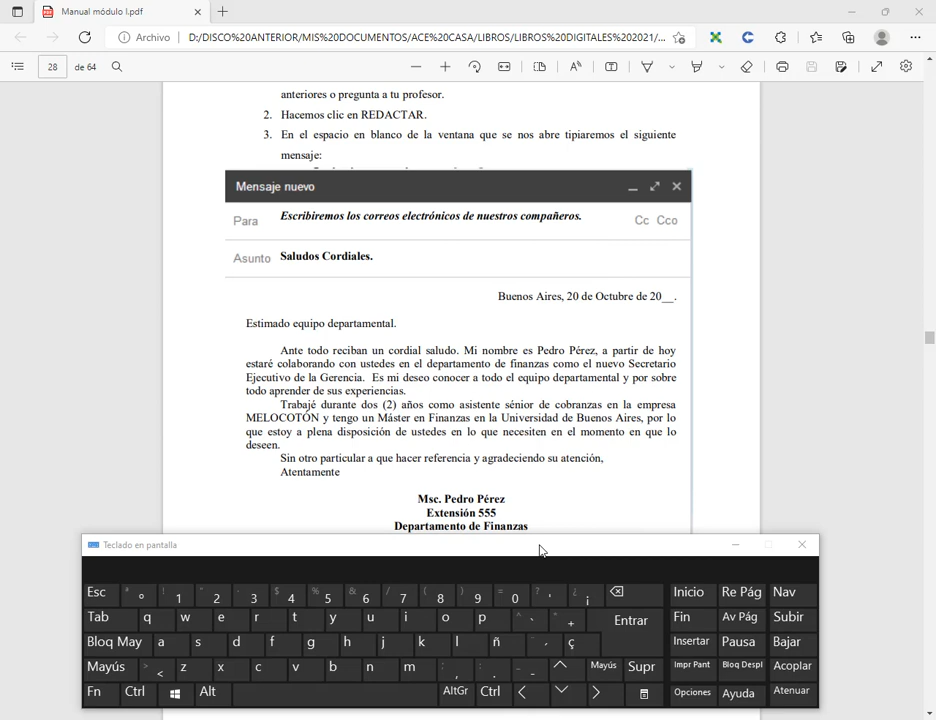 Manual módulo I.pdf
Archivo D:/DISCO%20ANTERIOR/MIS%20DOCUMENTOS/ACE%20CASA/LIBROS/LIBROS%20DIGITALES%202021/...
28 de 64
anteriores o pregunta a tu profesor.
2. Hacemos clic en REDACTAR.
3. En el espacio en blanco de la ventana que se nos abre tipiaremos el siguiente
mensaje:
Mensaje nuevo
Para Escribiremos los correos electrónicos de nuestros compañeros. Cc Cco
Asunto Saludos Cordiales.
Buenos Aires, 20 de Octubre de 20__.
Estimado equipo departamental.
Ante todo reciban un cordial saludo. Mi nombre es Pedro Pérez, a partir de hoy
estaré colaborando con ustedes en el departamento de finanzas como el nuevo Secretario
Ejecutivo de la Gerencia. Es mi deseo conocer a todo el equipo departamental y por sobre
todo aprender de sus experiencias.
Trabajé durante dos (2) años como asistente sénior de cobranzas en la empresa
MELOCOTÓN y tengo un Máster en Finanzas en la Universidad de Buenos Aires, por lo
que estoy a plena disposición de ustedes en lo que necesiten en el momento en que lo
deseen.
Sin otro particular a que hacer referencia y agradeciendo su atención,
Atentamente
Msc. Pedro Pérez
Extensión 555
Departamento de Finanzas
Teclado en pantalla
Esc ª º ! 1 " 2 · 3 $ 4 % 5 & 6 / 7 ( 8 ) 9 = 0 ? ' ¿ ¡ Inicio Re Pág Nav
Tab q w e r t y u i o p ^ ` * + Entrar Fin Av Pág Subir
Bloq May a s d f g h j k l ñ ¨ ´ ç Insertar Pausa Bajar
Mayús > < z x c v b n m ; , : . _ - Mayús Supr Impr Pant Bloq Despl Acoplar
Fn Ctrl Alt AltGr Ctrl Opciones Ayuda Atenuar